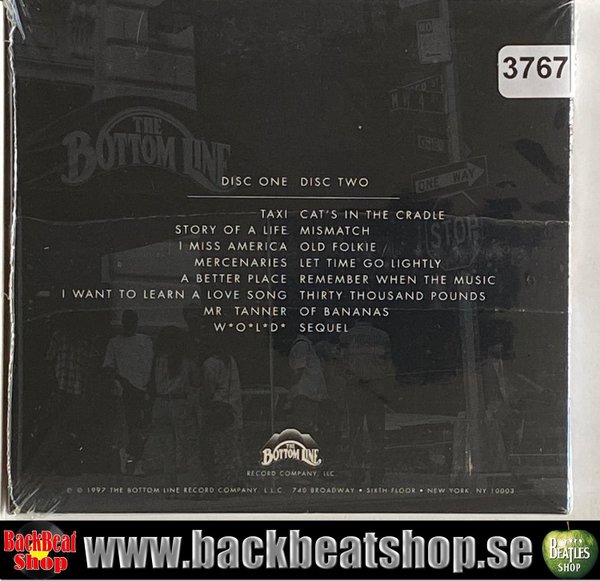 3767
THE
BOTTOM LINE
ONE WAY
STOP
DISC ONE DISC TWO
TAXI CAT'S IN THE CRADLE
STORY OF A LIFE MISMATCH
I MISS AMERICA OLD FOLKIE
MERCENARIES LET TIME GO LIGHTLY
A BETTER PLACE REMEMBER WHEN THE MUSIC
I WANT TO LEARN A LOVE SONG THIRTY THOUSAND POUNDS
MR. TANNER OF BANANAS
W*O*L*D* SEQUEL
THE
BOTTOM LINE
RECORD COMPANY, LLC.
℗ © 1997 THE BOTTOM LINE RECORD COMPANY, L.L.C. 740 BROADWAY • SIXTH FLOOR • NEW YORK, NY 10003
BackBeat
Shop
www.backbeatshop.se
BEATLES
SHOP